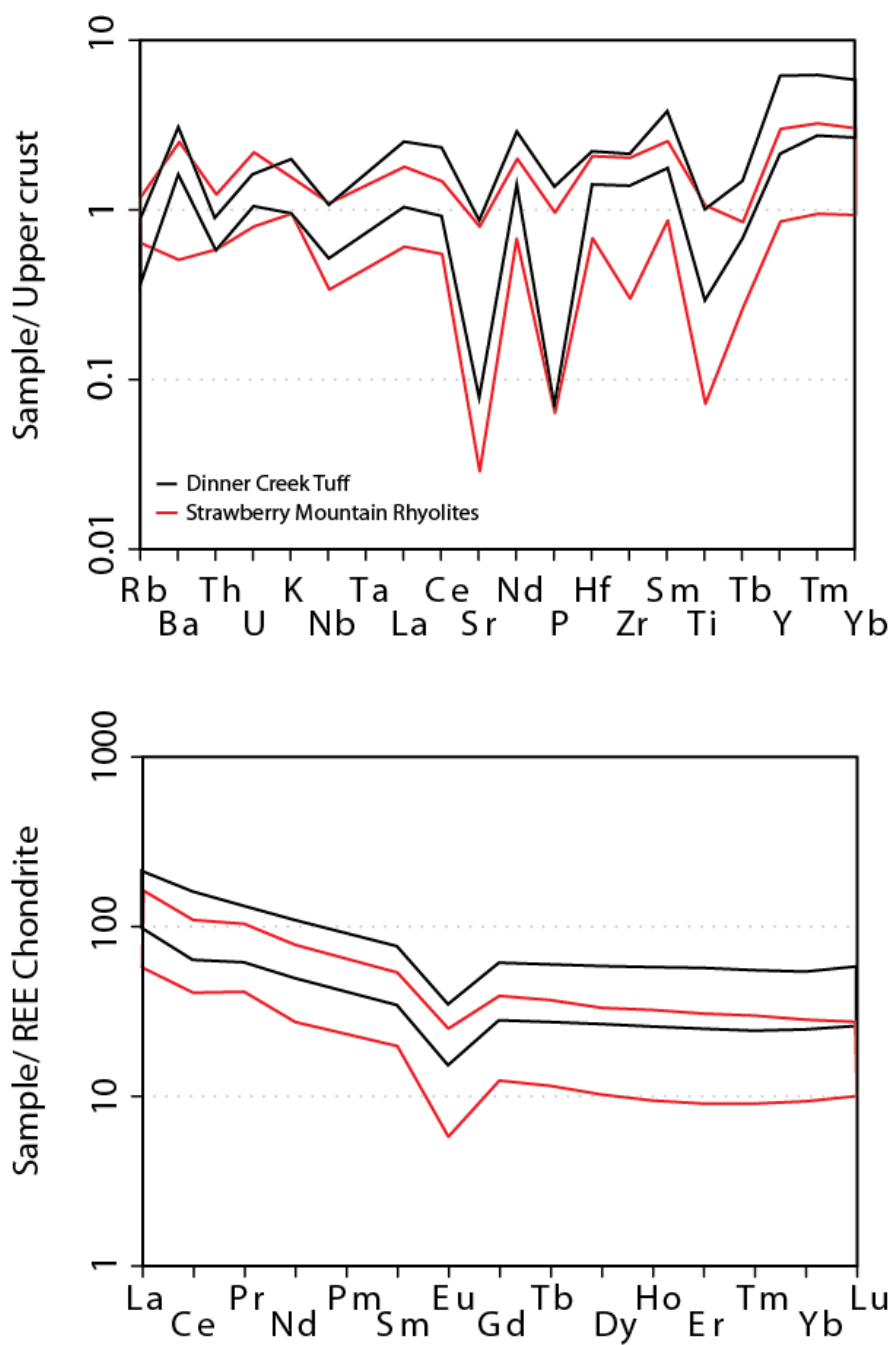 10
1
0.1
0.01
Sample/ Upper crust
Dinner Creek Tuff
Strawberry Mountain Rhyolites
Rb Th K Ta Ce Nd Hf Sm Tb Tm
Ba U Nb La Sr P Zr Ti Y Yb
1000
100
10
1
Sample/ REE Chondrite
La Pr Pm Eu Tb Ho Tm Lu
Ce Nd Sm Gd Dy Er Yb